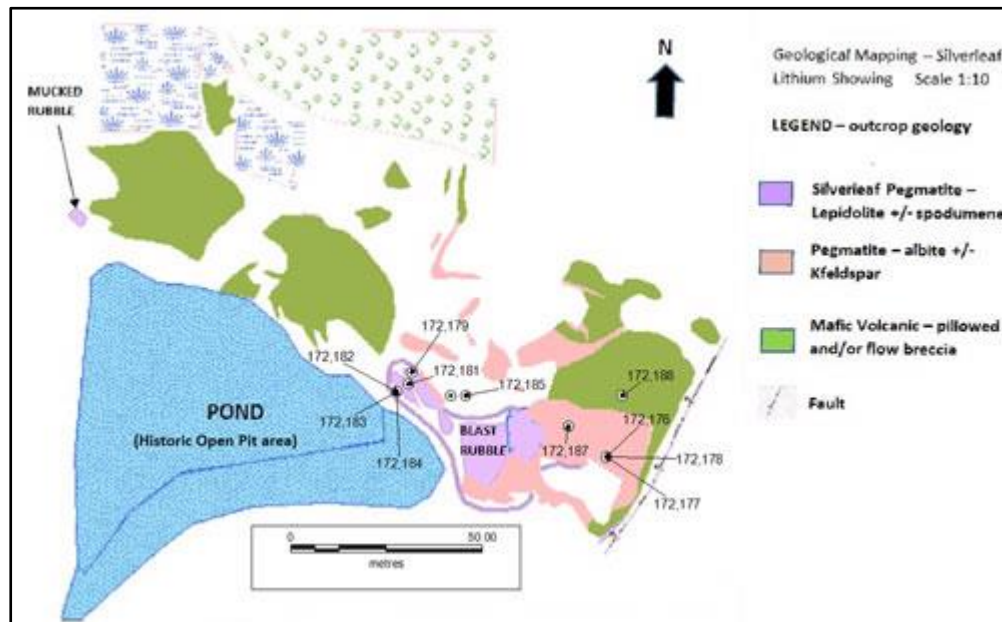 N
Geological Mapping – Silverleaf
Lithium Showing Scale 1:10
MUCKED
RUBBLE
LEGEND – outcrop geology
Silverleaf Pegmatite –
Lepidolite +/- spodumene
Pegmatite – albite +/-
Kfeldspar
Mafic Volcanic – pillowed
and/or flow breccia
Fault
172,179
172,182
172,181
172,185
172,188
172,176
172,183
172,184
172,187
172,178
172,177
POND
(Historic Open Pit area)
BLAST
RUBBLE
0 50.00
metres